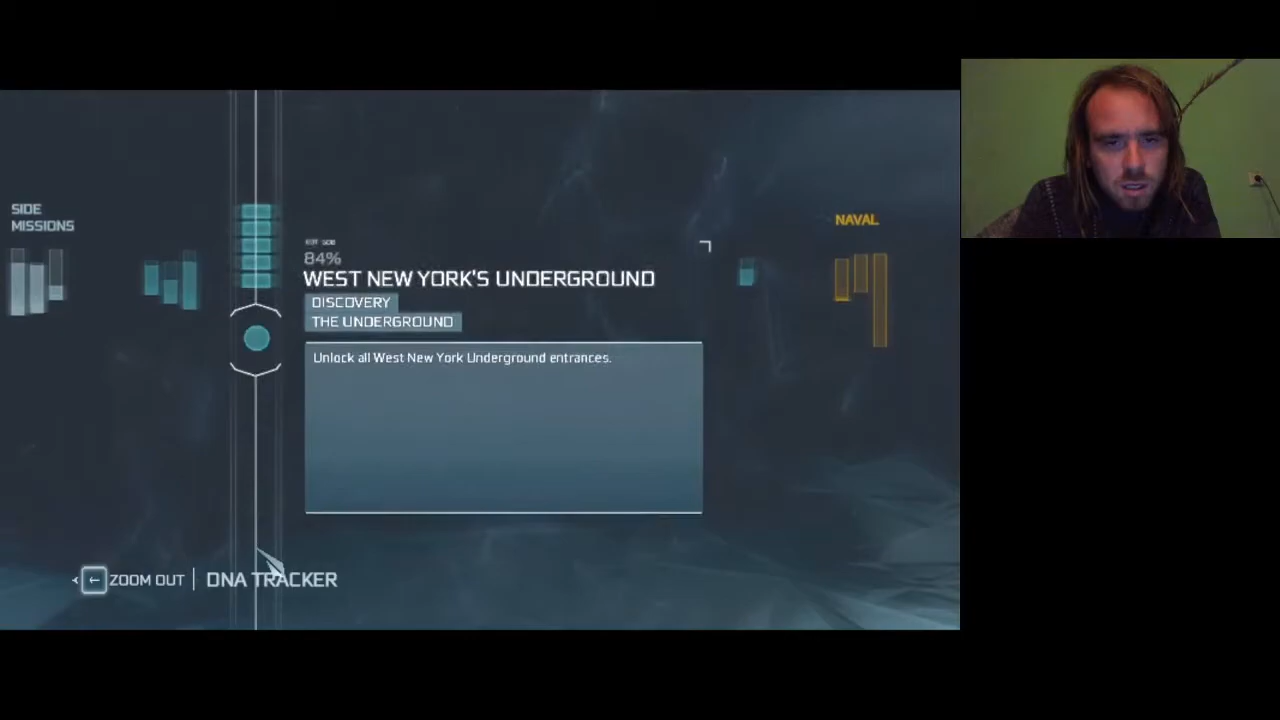 SIDE
MISSIONS
84%
WEST NEW YORK'S UNDERGROUND
DISCOVERY
THE UNDERGROUND
Unlock all West New York Underground entrances.
NAVAL
ZOOM OUT
DNA TRACKER